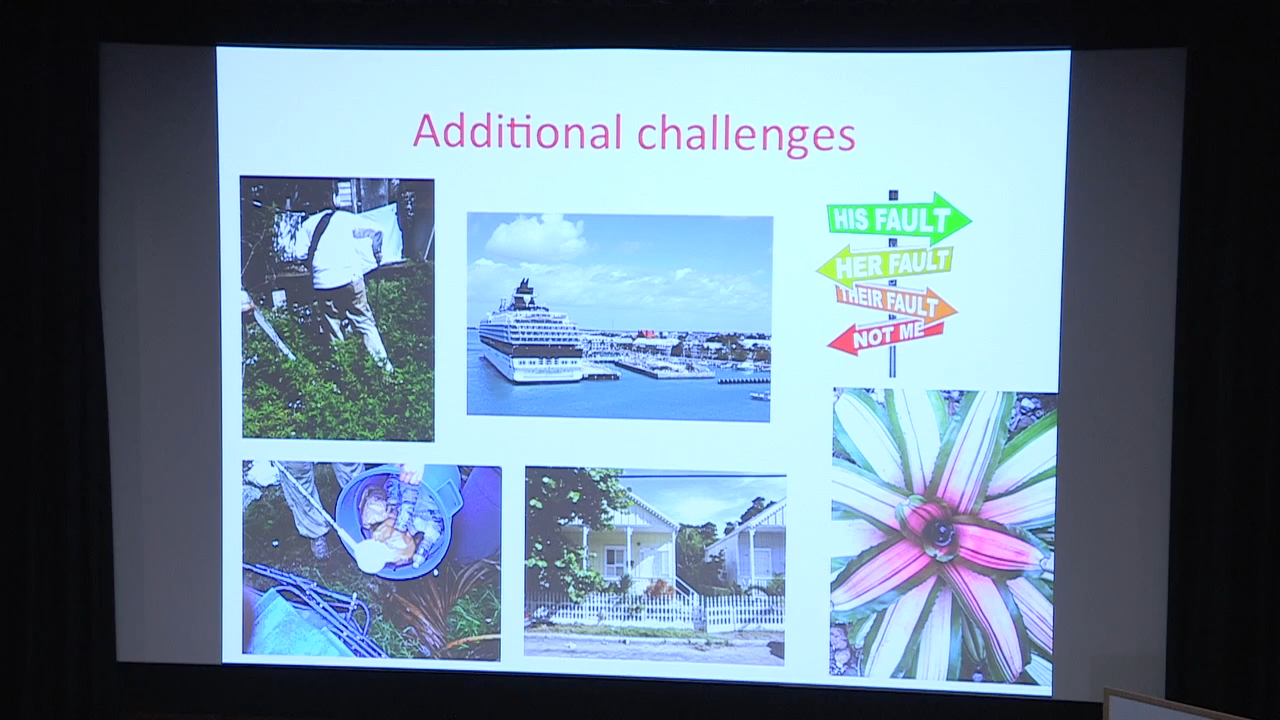 Additional challenges
HIS FAULT
HER FAULT
THEIR FAULT
NOT ME